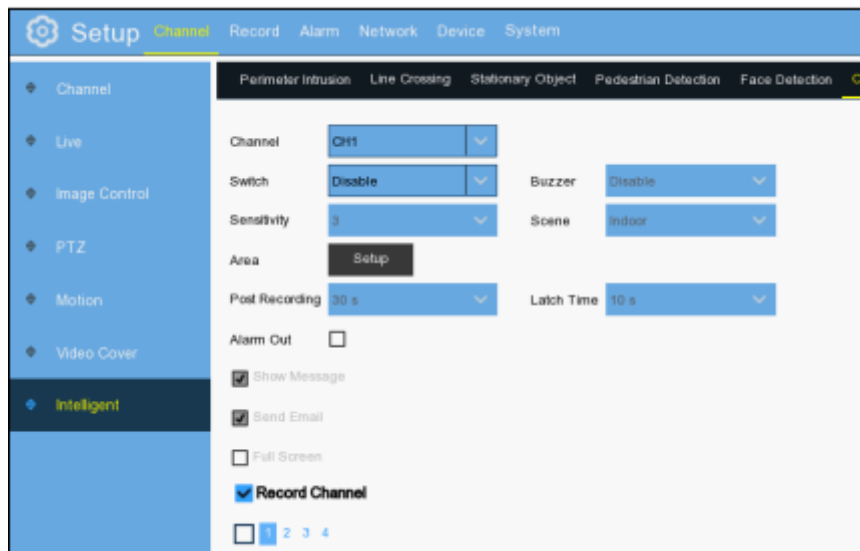 Setup Channel Record Alarm Network Device System
Perimeter Intrusion Line Crossing Stationary Object Pedestrian Detection Face Detection
Channel
Live
Image Control
PTZ
Motion
Video Cover
Intelligent
Channel CH1
Switch Disable Buzzer Disable
Sensitivity 3 Scene Indoor
Area Setup
Post Recording 30 s Latch Time 10 s
Alarm Out
Show Message
Send Email
Full Screen
Record Channel
1 2 3 4